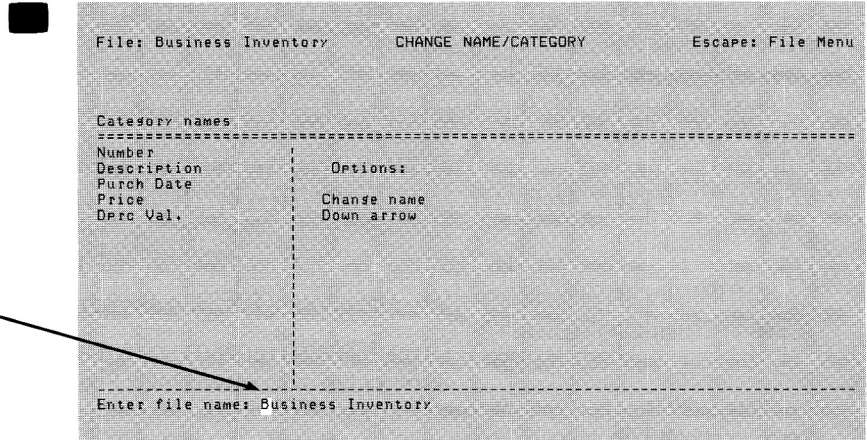 File: Business Inventory CHANGE NAME/CATEGORY Escape: File Menu
Category names
Number
Description Options:
Purch Date
Price Change name
Dprc Val. Down arrow
Enter file name: Business Inventory